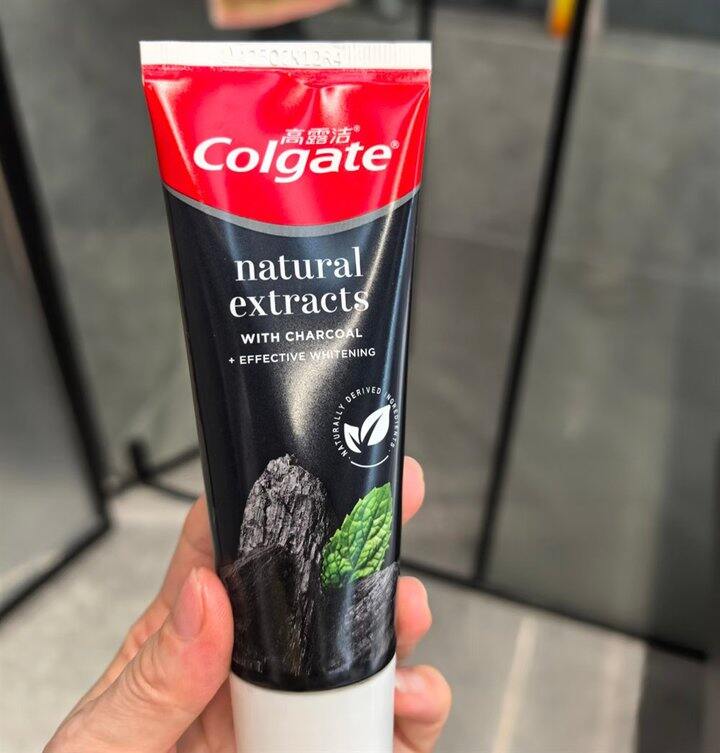 高露洁®
Colgate®
natural
extracts
WITH CHARCOAL
+ EFFECTIVE WHITENING
· NATURALLY DERIVED INGREDIENTS ·